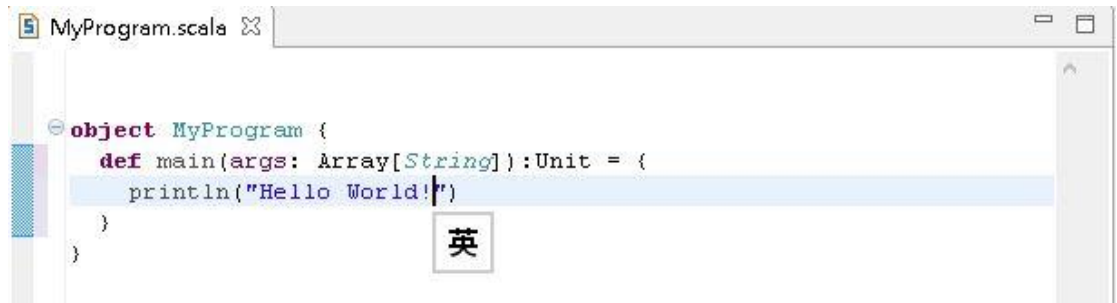 MyProgram.scala
object MyProgram {
def main(args: Array[String]):Unit = {
println("Hello World!")
}
}
英